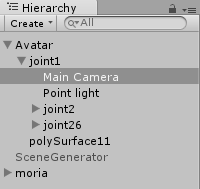 Hierarchy
Create All
Avatar
joint1
Main Camera
Point light
joint2
joint26
polySurface11
SceneGenerator
moria